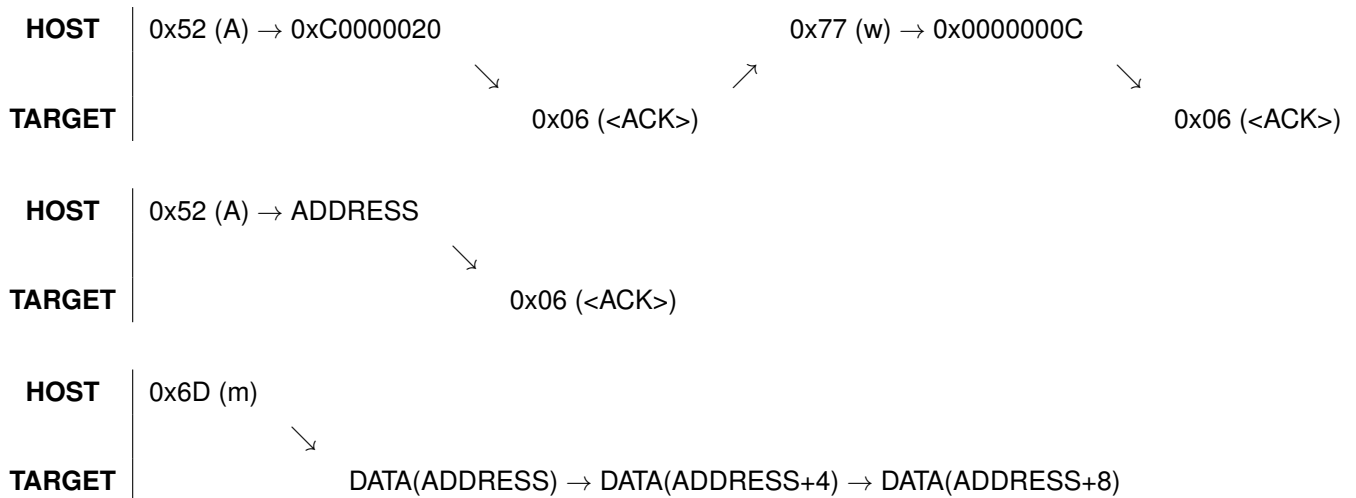 HOST 0x52 (A) → 0xC0000020 0x77 (w) → 0x0000000C
TARGET 0x06 (<ACK>) 0x06 (<ACK>)
HOST 0x52 (A) → ADDRESS
TARGET 0x06 (<ACK>)
HOST 0x6D (m)
TARGET DATA(ADDRESS) → DATA(ADDRESS+4) → DATA(ADDRESS+8)